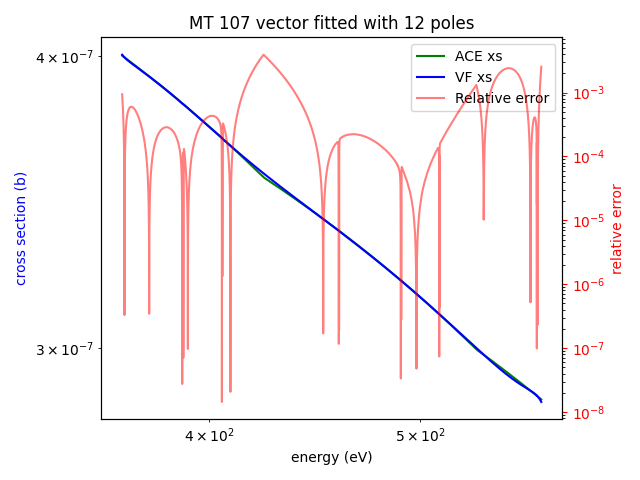 MT 107 vector fitted with 12 poles
ACE xs
VF xs
Relative error
cross section (b)
4 × 10⁻⁷
3 × 10⁻⁷
10⁻³
10⁻⁴
10⁻⁵
10⁻⁶
10⁻⁷
10⁻⁸
relative error
4 × 10²
5 × 10²
energy (eV)